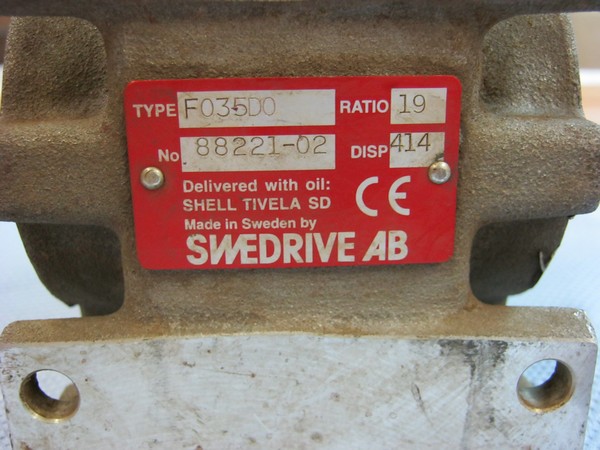 TYPE F035D0 RATIO 19
No 88221-02 DISP 414
Delivered with oil:
SHELL TIVELA SD
CE
Made in Sweden by
SWEDRIVE AB